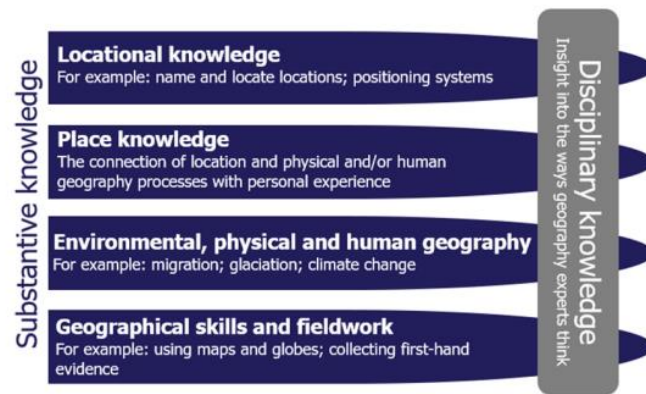 Substantive knowledge
Locational knowledge
For example: name and locate locations; positioning systems
Place knowledge
The connection of location and physical and/or human
geography processes with personal experience
Environmental, physical and human geography
For example: migration; glaciation; climate change
Geographical skills and fieldwork
For example: using maps and globes; collecting first-hand
evidence
Disciplinary knowledge
Insight into the ways geography experts think